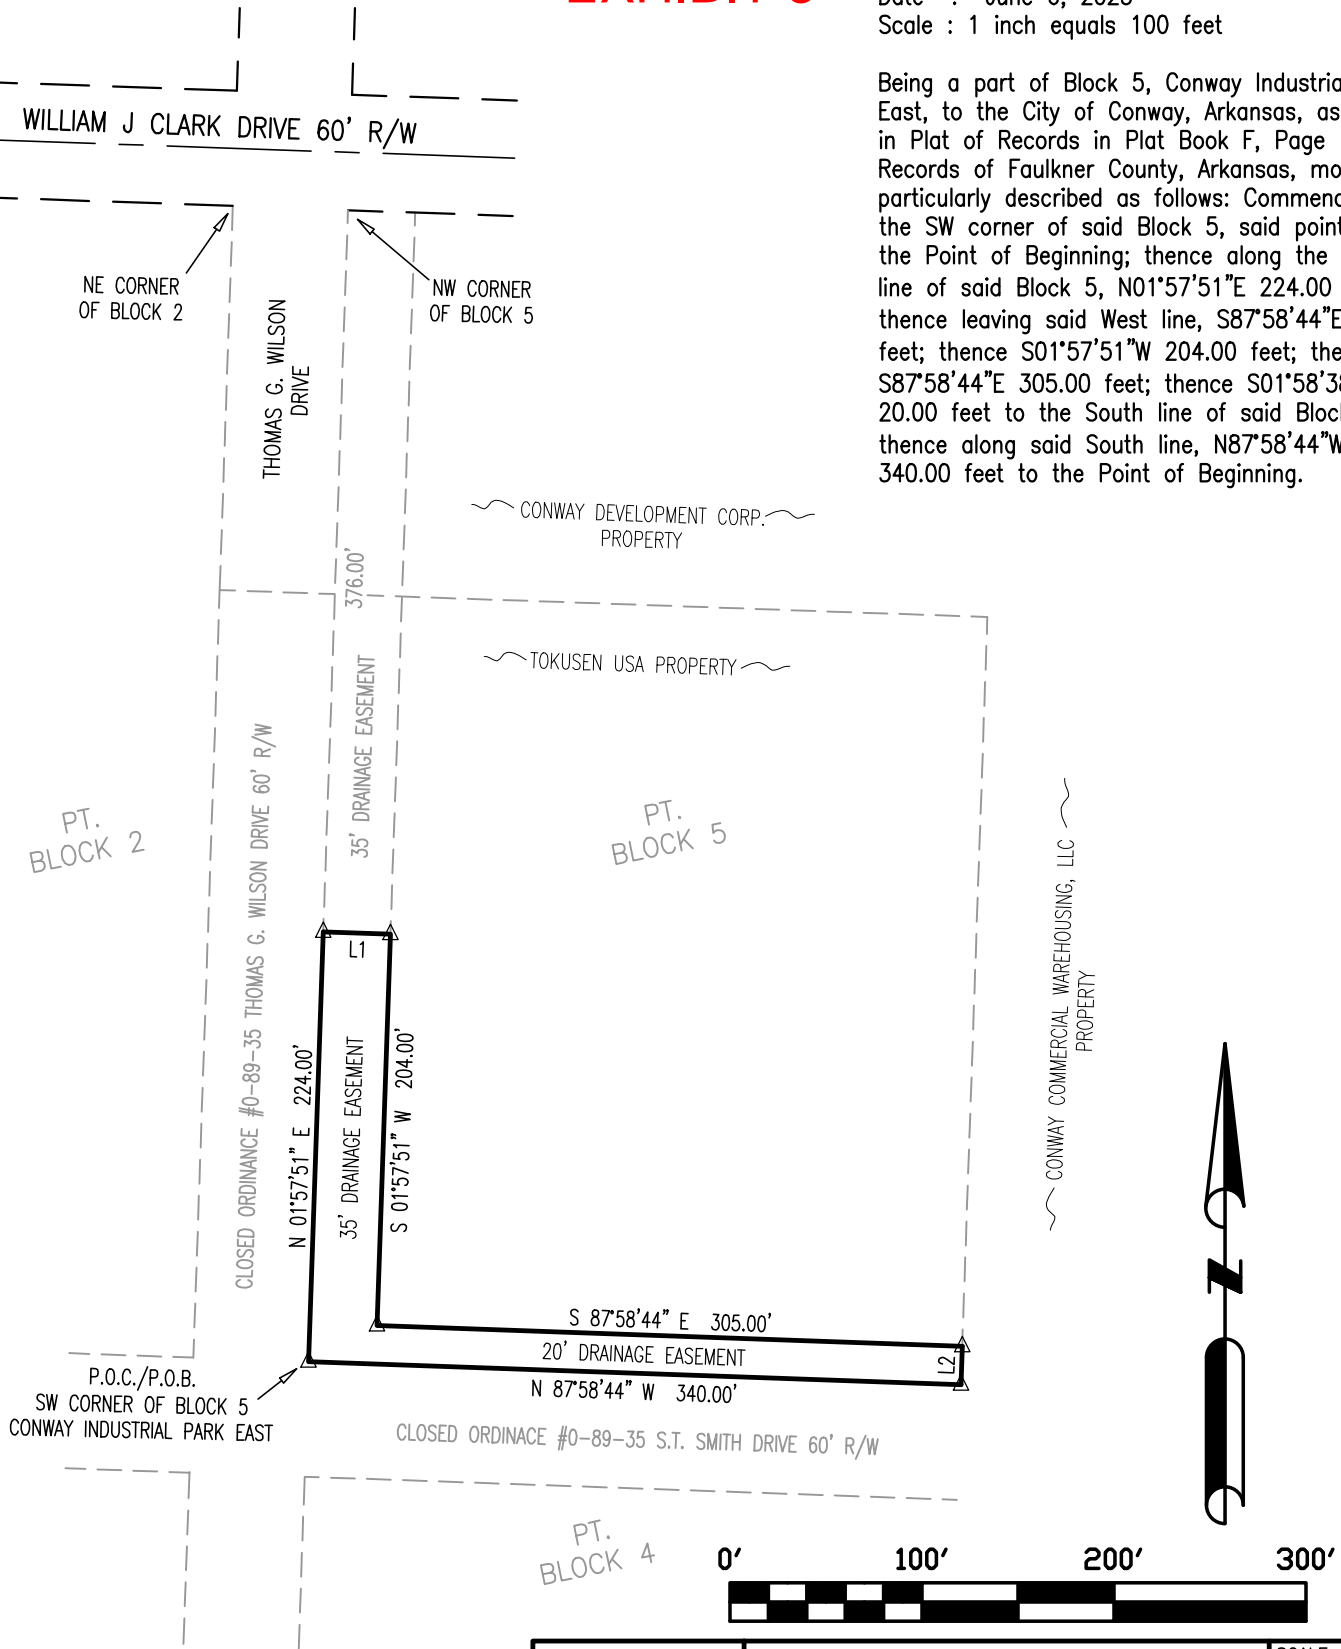 Scale : 1 inch equals 100 feet
Being a part of Block 5, Conway
East, to the City of Conway, Arkansas, as
in Plat of Records in Plat Book F, Page
Records of Faulkner County, Arkansas,
particularly described as follows:
the SW corner of said Block 5, said point
the Point of Beginning; thence along the
line of said Block 5, N01°57'51"E 224.00
thence leaving said West line, S87°58'44"E
feet; thence S01°57'51"W 204.00 feet;
S87°58'44"E 305.00 feet; thence
20.00 feet to the South line of said
thence along said South line, N87°58'44"W
340.00 feet to the Point of Beginning.
WILLIAM J CLARK DRIVE 60' R/W
NE CORNER
OF BLOCK 2
NW CORNER
OF BLOCK 5
THOMAS G. WILSON
DRIVE
CONWAY DEVELOPMENT CORP.
PROPERTY
376.00'
TOKUSEN USA PROPERTY
35' DRAINAGE EASEMENT
CLOSED ORDINANCE #0-89-35 THOMAS G. WILSON DRIVE 60' R/W
PT.
BLOCK 2
PT.
BLOCK 5
CONWAY COMMERCIAL WAREHOUSING, LLC
PROPERTY
L1
N 01°57'51" E 224.00'
35' DRAINAGE EASEMENT
S 01°57'51" W 204.00'
N
S 87°58'44" E 305.00'
20' DRAINAGE EASEMENT
L2
N 87°58'44" W 340.00'
P.O.C./P.O.B.
SW CORNER OF BLOCK 5
CONWAY INDUSTRIAL PARK EAST
CLOSED ORDINACE #0-89-35 S.T. SMITH DRIVE 60' R/W
PT.
BLOCK 4
0' 100' 200' 300'